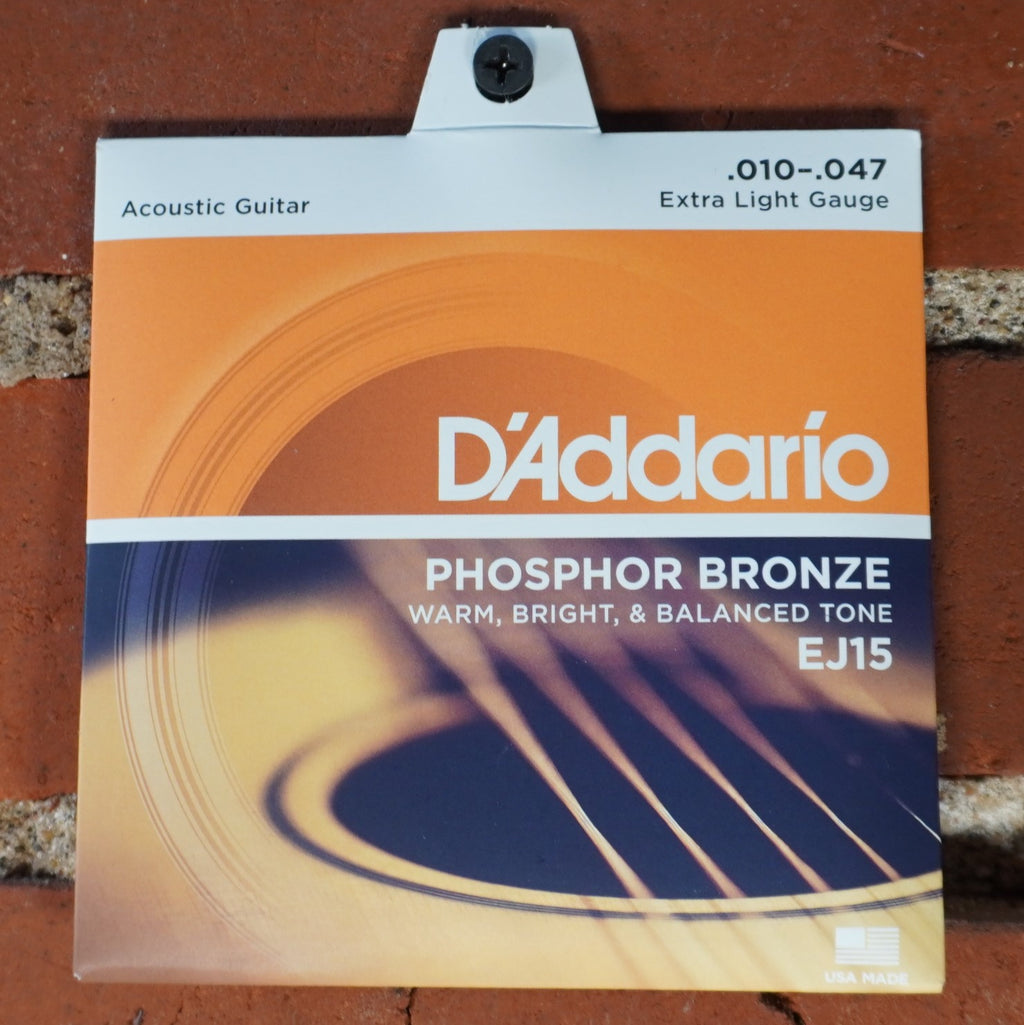 .010–.047
Acoustic Guitar
Extra Light Gauge
D'Addario
PHOSPHOR BRONZE
WARM, BRIGHT, & BALANCED TONE
EJ15
USA MADE